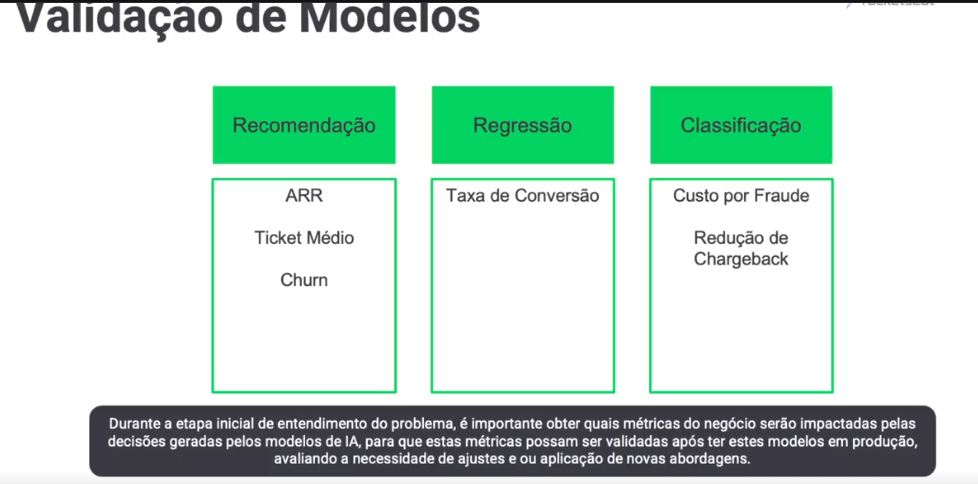 Validação de Modelos
Recomendação
Regressão
Classificação
ARR
Ticket Médio
Churn
Taxa de Conversão
Custo por Fraude
Redução de
Chargeback
Durante a etapa inicial de entendimento do problema, é importante obter quais métricas do negócio serão impactadas pelas
decisões geradas pelos modelos de IA, para que estas métricas possam ser validadas após ter estes modelos em produção,
avaliando a necessidade de ajustes e ou aplicação de novas abordagens.